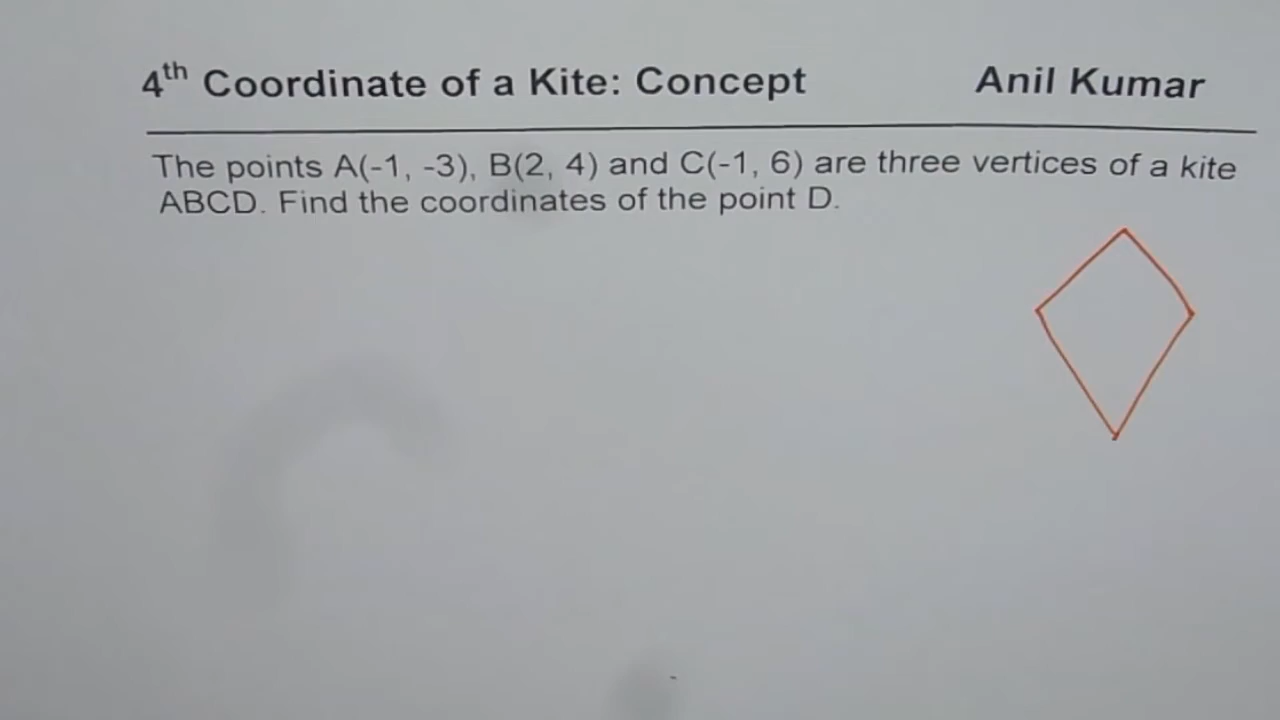 4th Coordinate of a Kite: Concept Anil Kumar
The points A(-1, -3), B(2, 4) and C(-1, 6) are three vertices of a kite
ABCD. Find the coordinates of the point D.